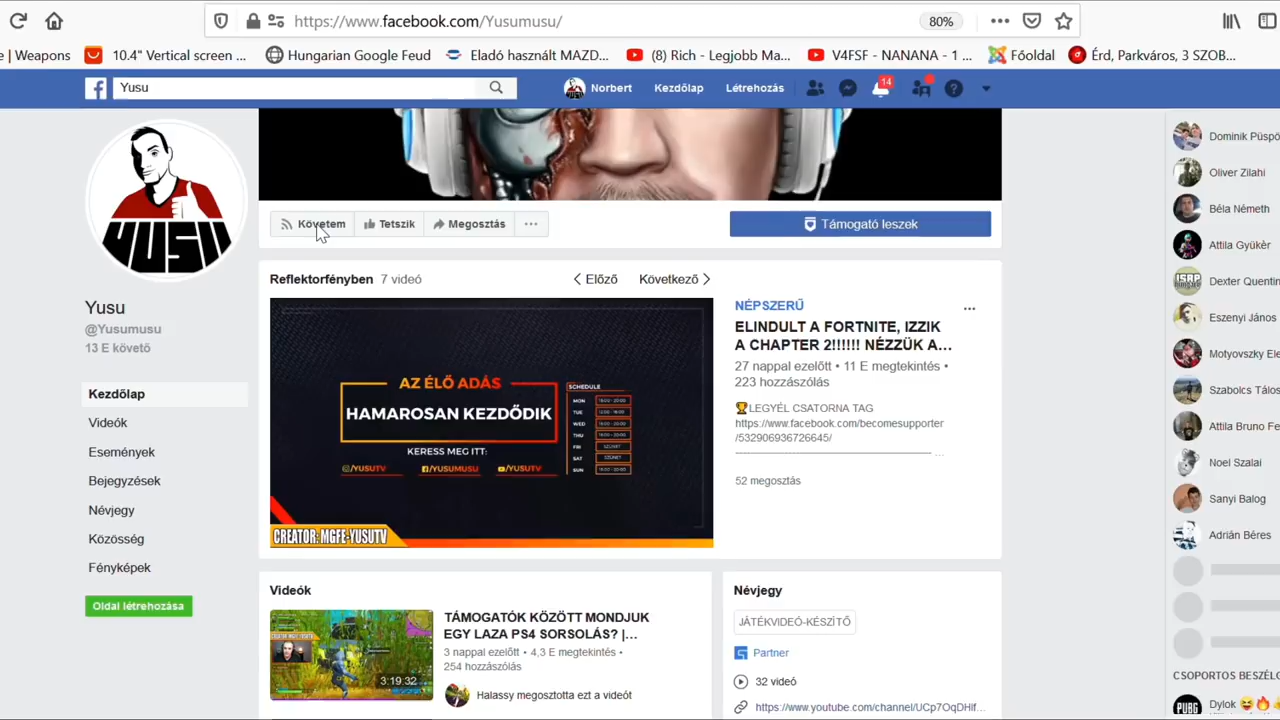 https://www.facebook.com/Yusumusu/
80%
e | Weapons
10.4" Vertical screen ...
Hungarian Google Feud
Eladó használt MAZD...
(8) Rich - Legjobb Ma...
V4FSF - NANANA - 1 ...
Főoldal
Érd, Parkváros, 3 SZOB...
Yusu
Norbert
Kezdőlap
Létrehozás
14
YUSU
Yusu
@Yusumusu
13 E követő
Kezdőlap
Videók
Események
Bejegyzések
Névjegy
Közösség
Fényképek
Oldal létrehozása
Követem
Tetszik
Megosztás
Támogató leszek
Reflektorfényben 7 videó
Előző
Következő
AZ ÉLŐ ADÁS
HAMAROSAN KEZDŐDIK
KERESS MEG ITT:
/YUSUTV
/YUSUMUSU
/YUSUTV
SCHEDULE
MON
TUE
WED
THU
FRI
SAT
SUN
CREATOR: MGFE-YUSUTV
NÉPSZERŰ
ELINDULT A FORTNITE, IZZIK
A CHAPTER 2!!!!!! NÉZZÜK A...
27 nappal ezelőtt • 11 E megtekintés •
223 hozzászólás
🏆LEGYÉL CSATORNA TAG
https://www.facebook.com/becomesupporter
/532906936726645/
52 megosztás
Videók
3:19:32
TÁMOGATÓK KÖZÖTT MONDJUK
EGY LAZA PS4 SORSOLÁS? |...
3 nappal ezelőtt • 4,3 E megtekintés •
254 hozzászólás
Halassy megosztotta ezt a videót
Névjegy
JÁTÉKVIDEÓ-KÉSZÍTŐ
Partner
32 videó
https://www.youtube.com/channel/UCp7OqDHif...
Dominik Püspö
Oliver Zilahi
Béla Németh
Attila Gyükér
Dexter Quentin
Eszenyi János
Motyovszky Ele
Szabolcs Tálos
Attila Bruno Fe
Noel Szalai
Sanyi Balog
Adrián Béres
CSOPORTOS BESZÉLG
PUBG
Dylok 😝🔥